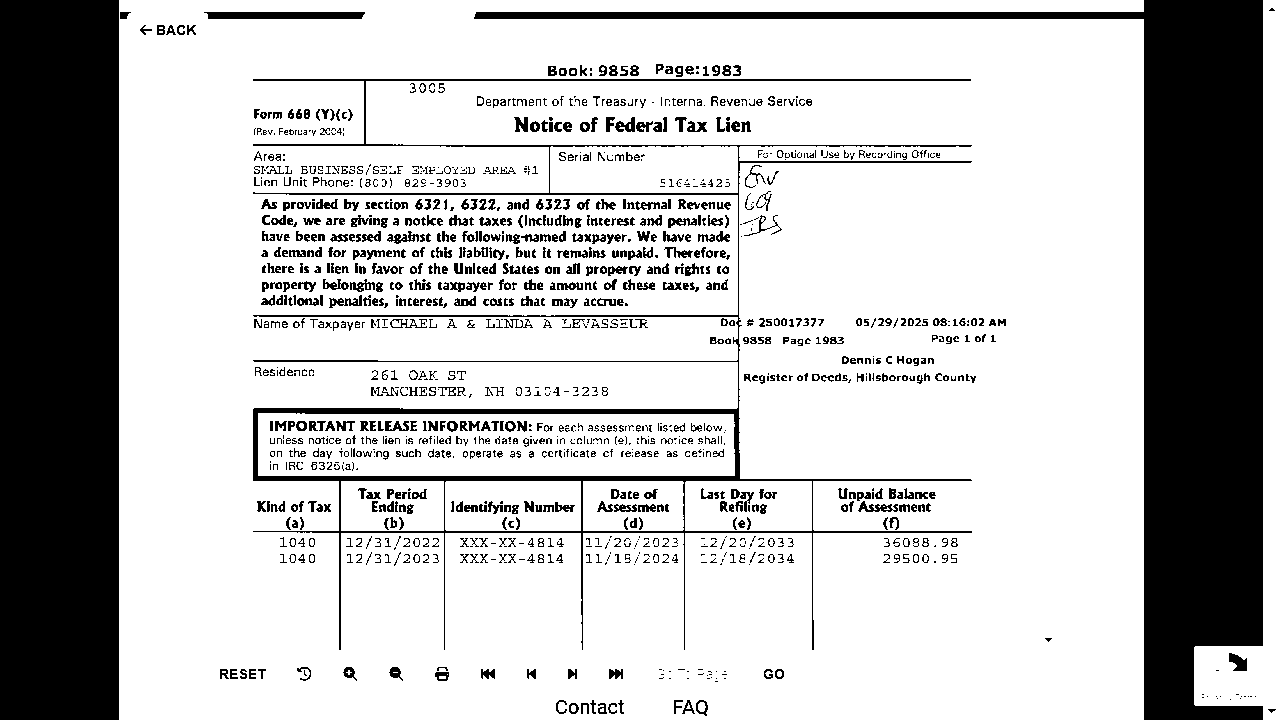 ← BACK
Book: 9858 Page:1983
3005
Department of the Treasury - Internal Revenue Service
Form 668 (Y)(c)
(Rev. February 2004)
Notice of Federal Tax Lien
Area:
SMALL BUSINESS/SELF EMPLOYED AREA #1
Lien Unit Phone: (800) 829-3903
Serial Number
516414425
For Optional Use by Recording Office
609
IRS
As provided by section 6321, 6322, and 6323 of the Internal Revenue
Code, we are giving a notice that taxes (including interest and penalties)
have been assessed against the following-named taxpayer. We have made
a demand for payment of this liability, but it remains unpaid. Therefore,
there is a lien in favor of the United States on all property and rights to
property belonging to this taxpayer for the amount of these taxes, and
additional penalties, interest, and costs that may accrue.
Name of Taxpayer MICHAEL A & LINDA A LEVASSEUR
Doc # 250017377 05/29/2025 08:16:02 AM
Book 9858 Page 1983 Page 1 of 1
Dennis C Hogan
Register of Deeds, Hillsborough County
Residence
261 OAK ST
MANCHESTER, NH 03104-3238
IMPORTANT RELEASE INFORMATION: For each assessment listed below,
unless notice of the lien is refiled by the date given in column (e), this notice shall,
on the day following such date, operate as a certificate of release as defined
in IRC 6325(a).
Kind of Tax (a) Tax Period Ending (b) Identifying Number (c) Date of Assessment (d) Last Day for Refiling (e) Unpaid Balance of Assessment (f)
1040 12/31/2022 XXX-XX-4814 11/20/2023 12/20/2033 36088.98
1040 12/31/2023 XXX-XX-4814 11/18/2024 12/18/2034 29500.95
RESET Go To Page GO
Contact FAQ